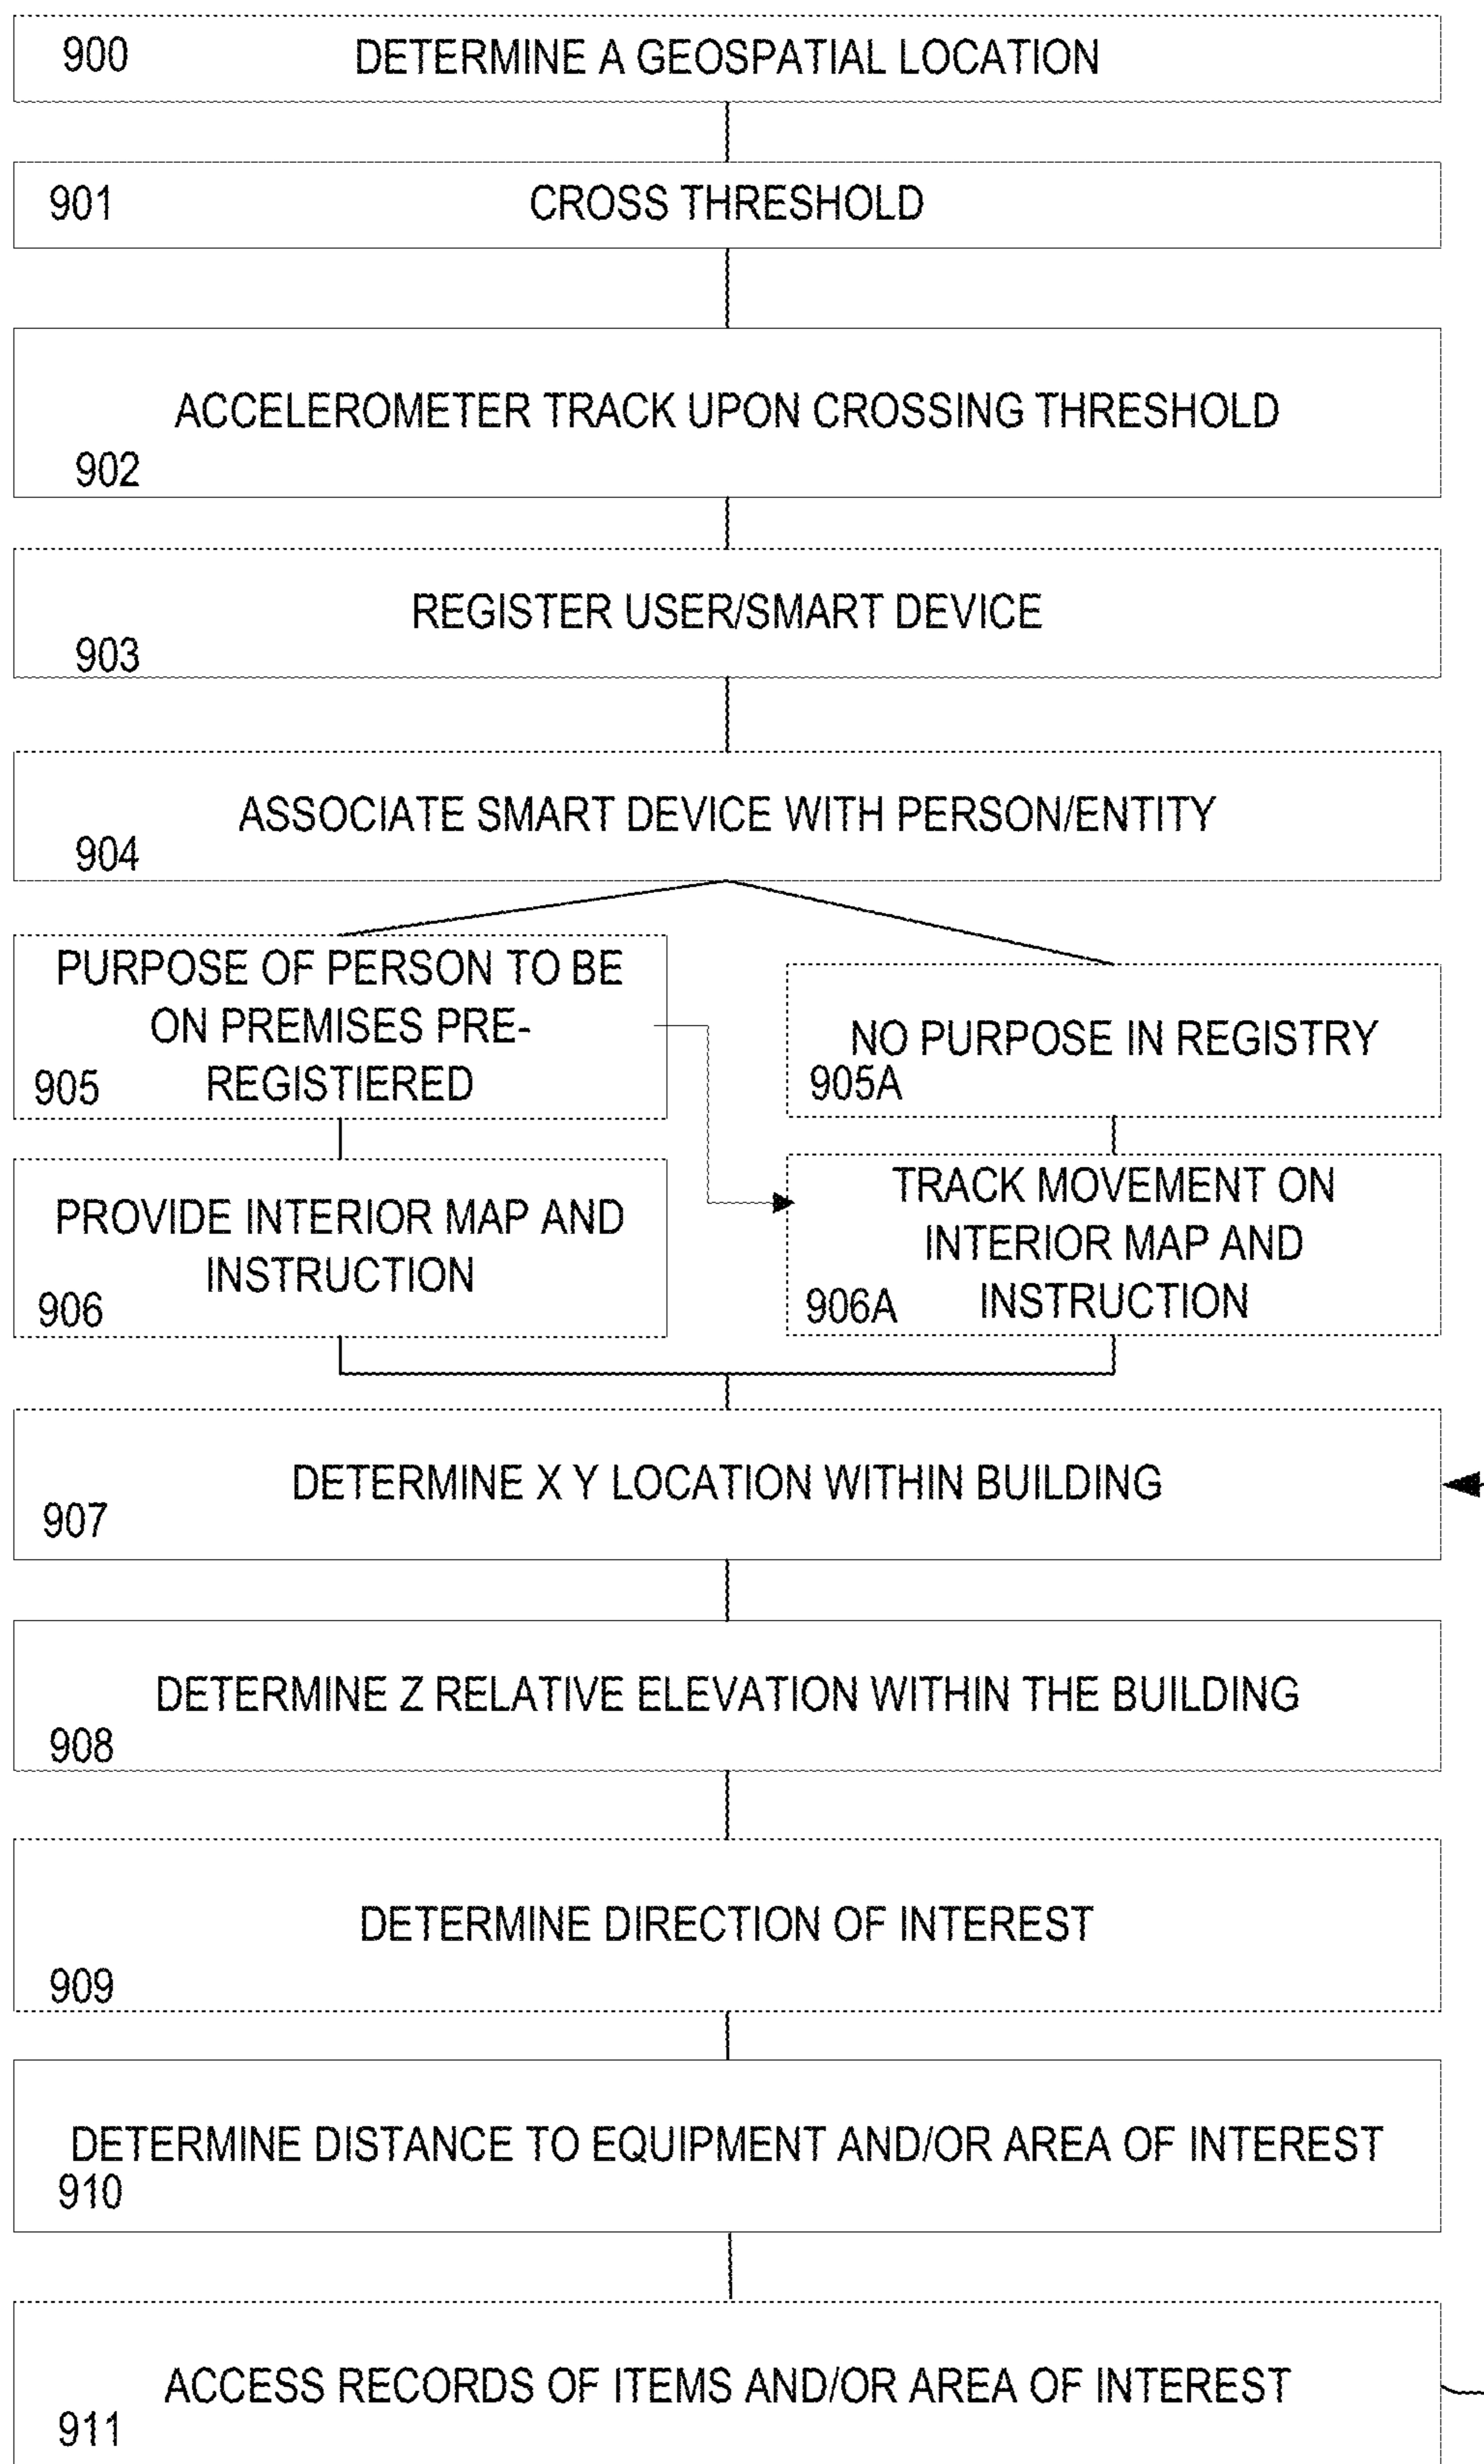 900 DETERMINE A GEOSPATIAL LOCATION
901 CROSS THRESHOLD
ACCELEROMETER TRACK UPON CROSSING THRESHOLD
902
REGISTER USER/SMART DEVICE
903
ASSOCIATE SMART DEVICE WITH PERSON/ENTITY
904
PURPOSE OF PERSON TO BE
ON PREMISES PRE-
905 REGISTIERED
NO PURPOSE IN REGISTRY
905A
PROVIDE INTERIOR MAP AND
INSTRUCTION
906
TRACK MOVEMENT ON
INTERIOR MAP AND
906A INSTRUCTION
DETERMINE X Y LOCATION WITHIN BUILDING
907
DETERMINE Z RELATIVE ELEVATION WITHIN THE BUILDING
908
DETERMINE DIRECTION OF INTEREST
909
DETERMINE DISTANCE TO EQUIPMENT AND/OR AREA OF INTEREST
910
ACCESS RECORDS OF ITEMS AND/OR AREA OF INTEREST
911